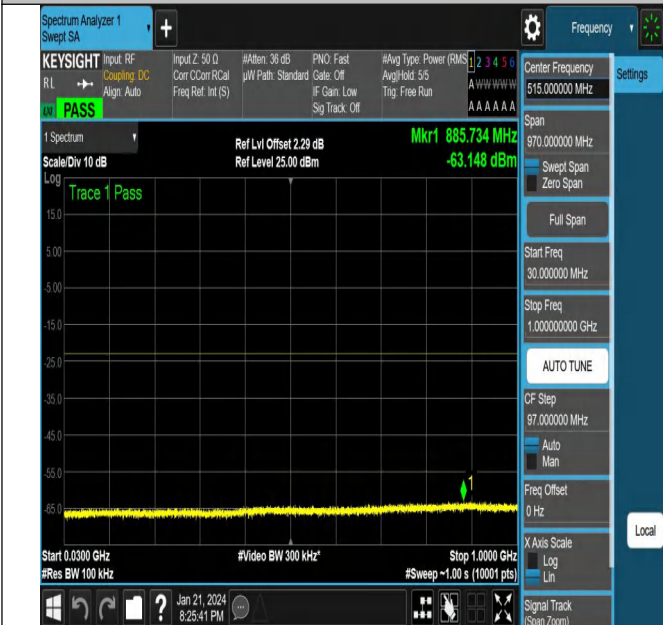 Spectrum Analyzer 1
Swept SA
Frequency
KEYSIGHT
Input: RF
Coupling: DC
Align: Auto
Input Z: 50 Ω
Corr CCorr RCal
Freq Ref: Int (S)
#Atten: 36 dB
µW Path: Standard
PNO: Fast
Gate: Off
IF Gain: Low
Sig Track: Off
#Avg Type: Power (RMS
Avg|Hold: 5/5
Trig: Free Run
1 2 3 4 5 6
A W W W W W
A A A A A A
RL
PASS
1 Spectrum
Scale/Div 10 dB
Ref Lvl Offset 2.29 dB
Ref Level 25.00 dBm
Mkr1 885.734 MHz
-63.148 dBm
Log
Trace 1 Pass
15.0
5.00
-5.00
-15.0
-25.0
-35.0
-45.0
-55.0
-65.0
1
Start 0.0300 GHz
#Res BW 100 kHz
#Video BW 300 kHz*
Stop 1.0000 GHz
#Sweep ~1.00 s (10001 pts)
Jan 21, 2024
8:25:41 PM
Center Frequency
515.000000 MHz
Span
970.000000 MHz
Swept Span
Zero Span
Full Span
Start Freq
30.000000 MHz
Stop Freq
1.000000000 GHz
AUTO TUNE
CF Step
97.000000 MHz
Auto
Man
Freq Offset
0 Hz
X Axis Scale
Log
Lin
Signal Track
(Span Zoom)
Settings
Local